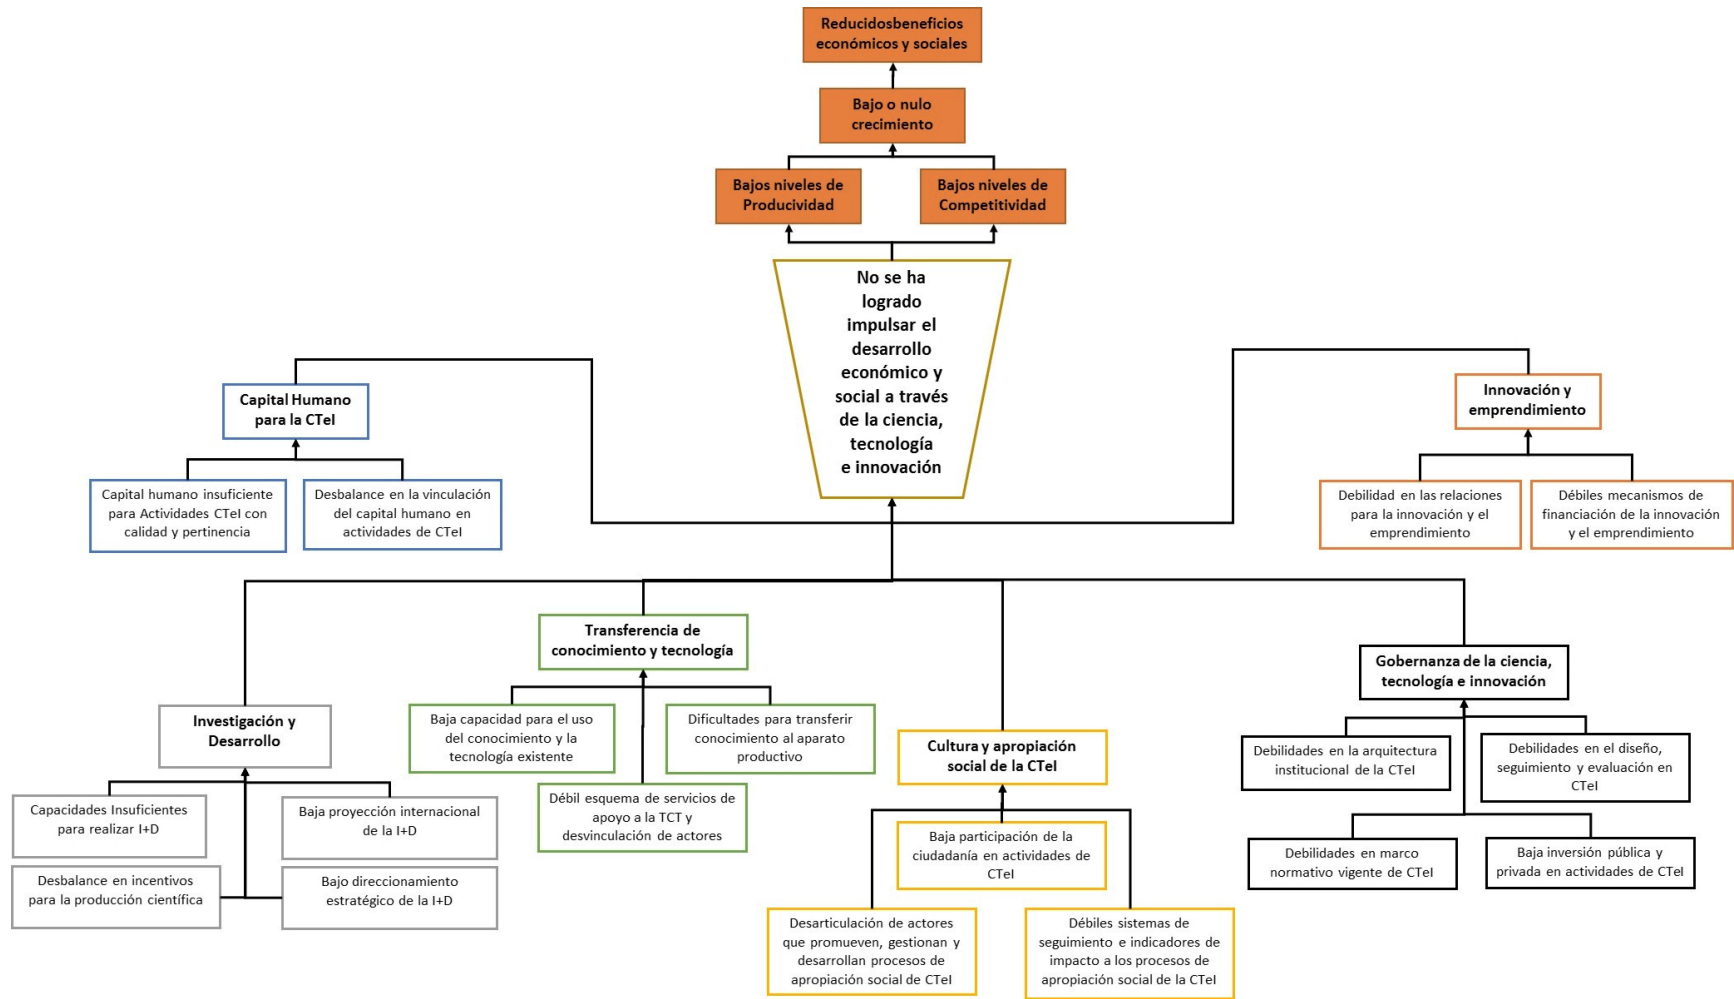 Reducidosbeneficios
económicos y sociales
Bajo o nulo
crecimiento
Bajos niveles de
Producividad
Bajos niveles de
Competitividad
No se ha
logrado
impulsar el
desarrollo
económico y
social a través
de la ciencia,
tecnología
e innovación
Capital Humano
para la CTeI
Capital humano insuficiente
para Actividades CTeI con
calidad y pertinencia
Desbalance en la vinculación
del capital humano en
actividades de CTeI
Innovación y
emprendimiento
Debilidad en las relaciones
para la innovación y el
emprendimiento
Débiles mecanismos de
financiación de la innovación
y el emprendimiento
Investigación y
Desarrollo
Capacidades Insuficientes
para realizar I+D
Baja proyección internacional
de la I+D
Desbalance en incentivos
para la producción científica
Bajo direccionamiento
estratégico de la I+D
Transferencia de
conocimiento y tecnología
Baja capacidad para el uso
del conocimiento y la
tecnología existente
Dificultades para transferir
conocimiento al aparato
productivo
Débil esquema de servicios de
apoyo a la TCT y
desvinculación de actores
Cultura y apropiación
social de la CTeI
Baja participación de la
ciudadanía en actividades de
CTeI
Desarticulación de actores
que promueven, gestionan y
desarrollan procesos de
apropiación social de CTeI
Débiles sistemas de
seguimiento e indicadores de
impacto a los procesos de
apropiación social de la CTeI
Gobernanza de la ciencia,
tecnología e innovación
Debilidades en la arquitectura
institucional de la CTeI
Debilidades en el diseño,
seguimiento y evaluación en
CTeI
Debilidades en marco
normativo vigente de CTeI
Baja inversión pública y
privada en actividades de CTeI